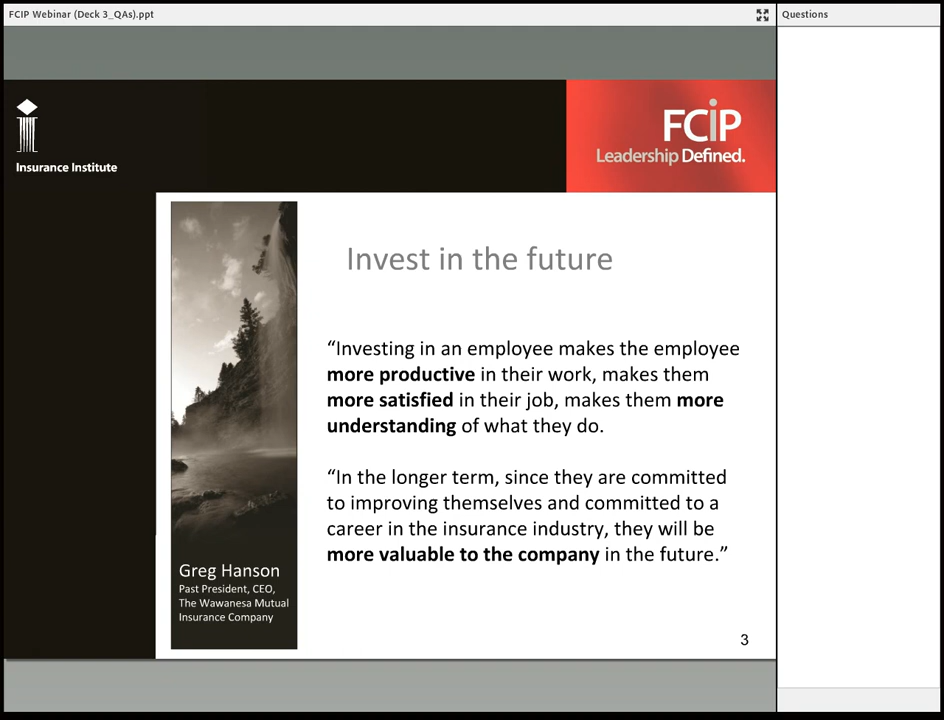 FCIP Webinar (Deck 3_QAs).ppt
Questions
Insurance Institute
FCiP
Leadership Defined.
Invest in the future
“Investing in an employee makes the employee
more productive in their work, makes them
more satisfied in their job, makes them more
understanding of what they do.
“In the longer term, since they are committed
to improving themselves and committed to a
career in the insurance industry, they will be
more valuable to the company in the future.”
Greg Hanson
Past President, CEO,
The Wawanesa Mutual
Insurance Company
3